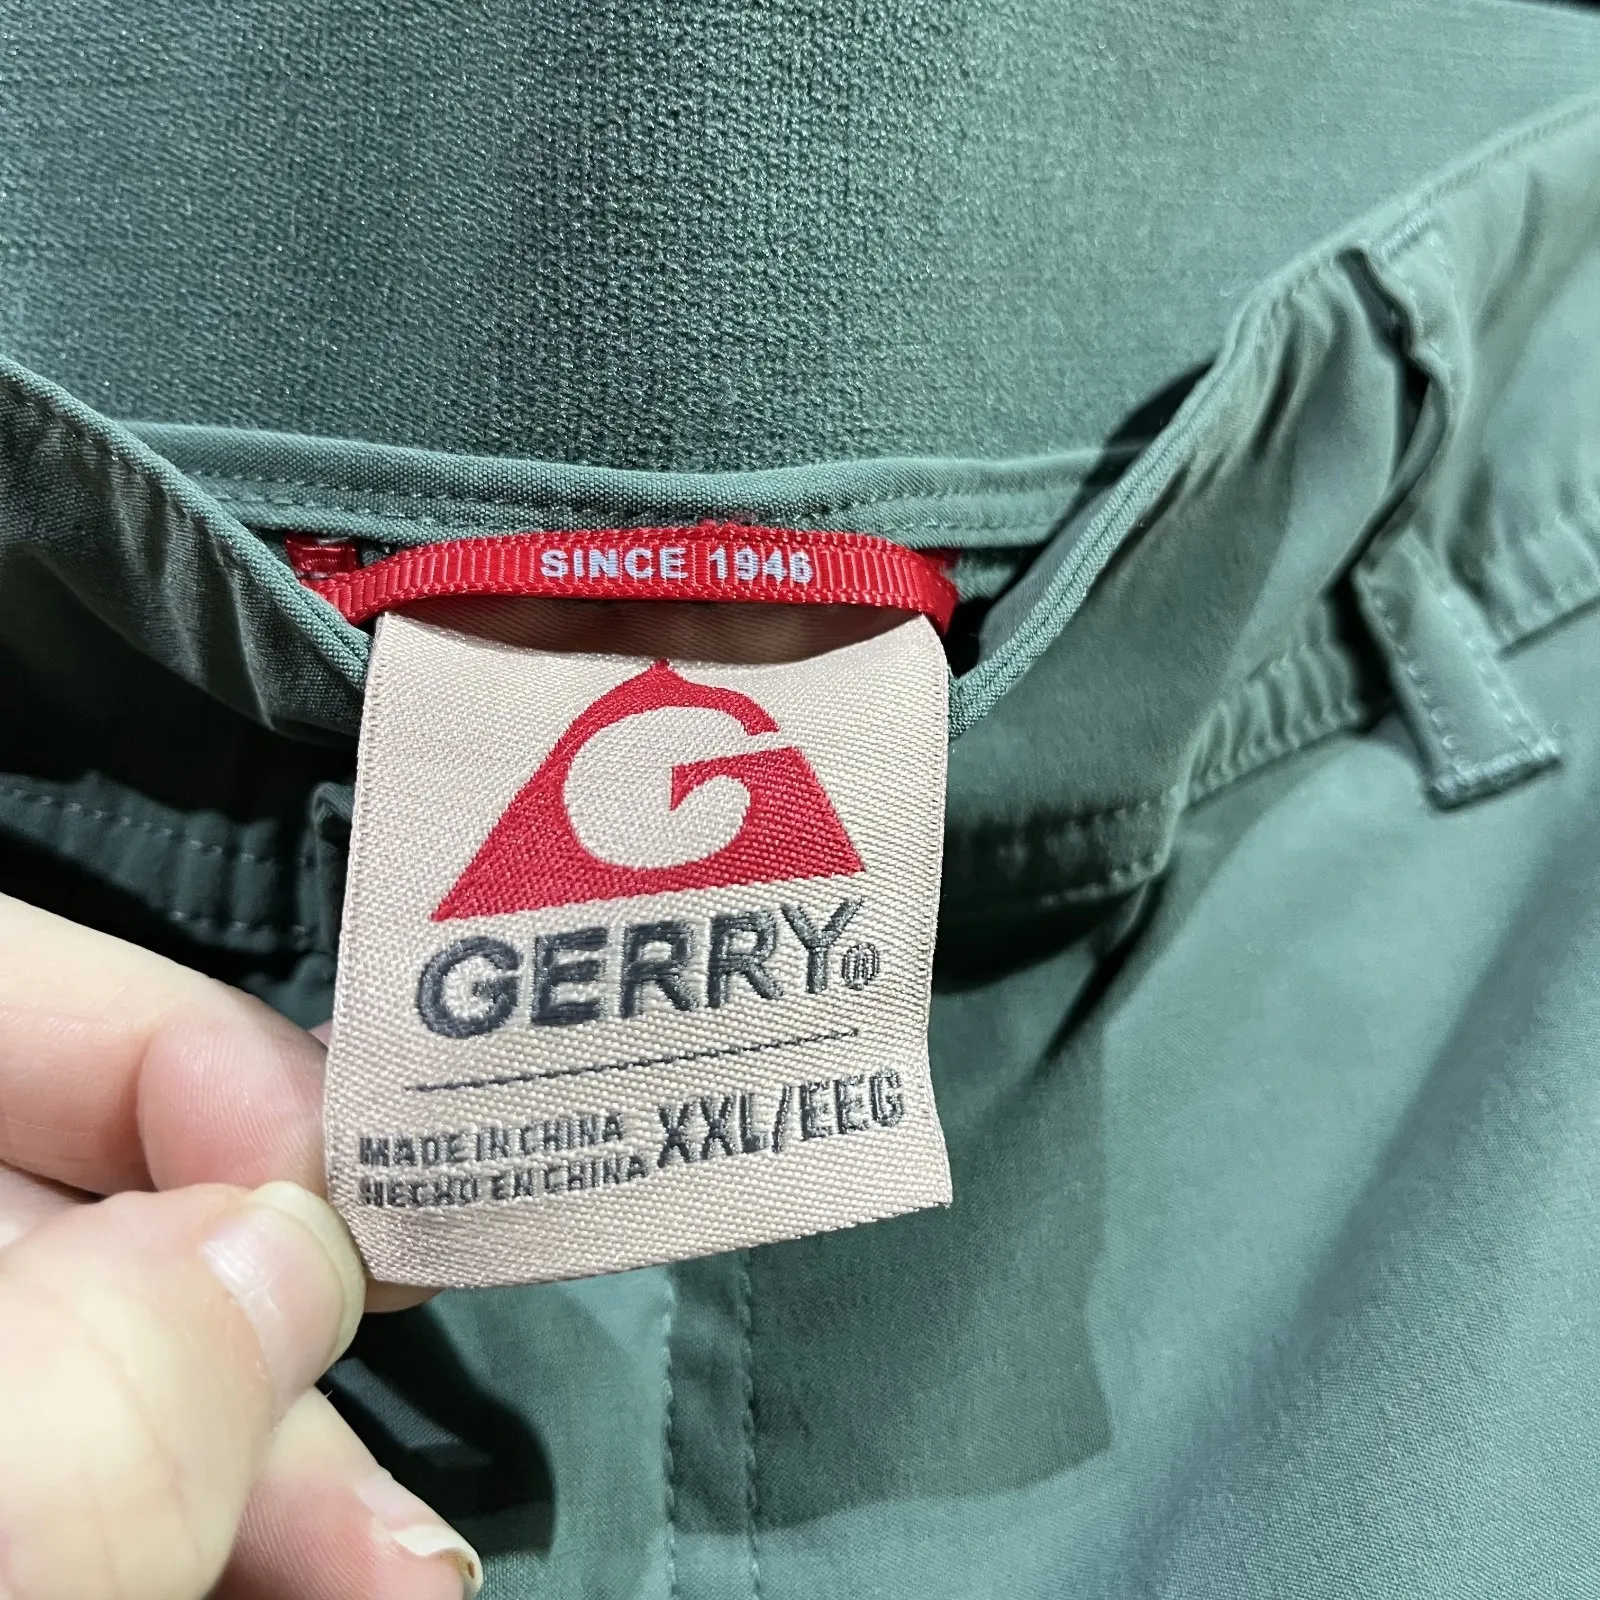 SINCE 1946
G
GERRY®
MADE IN CHINA
HECHO EN CHINA
XXL/EEG